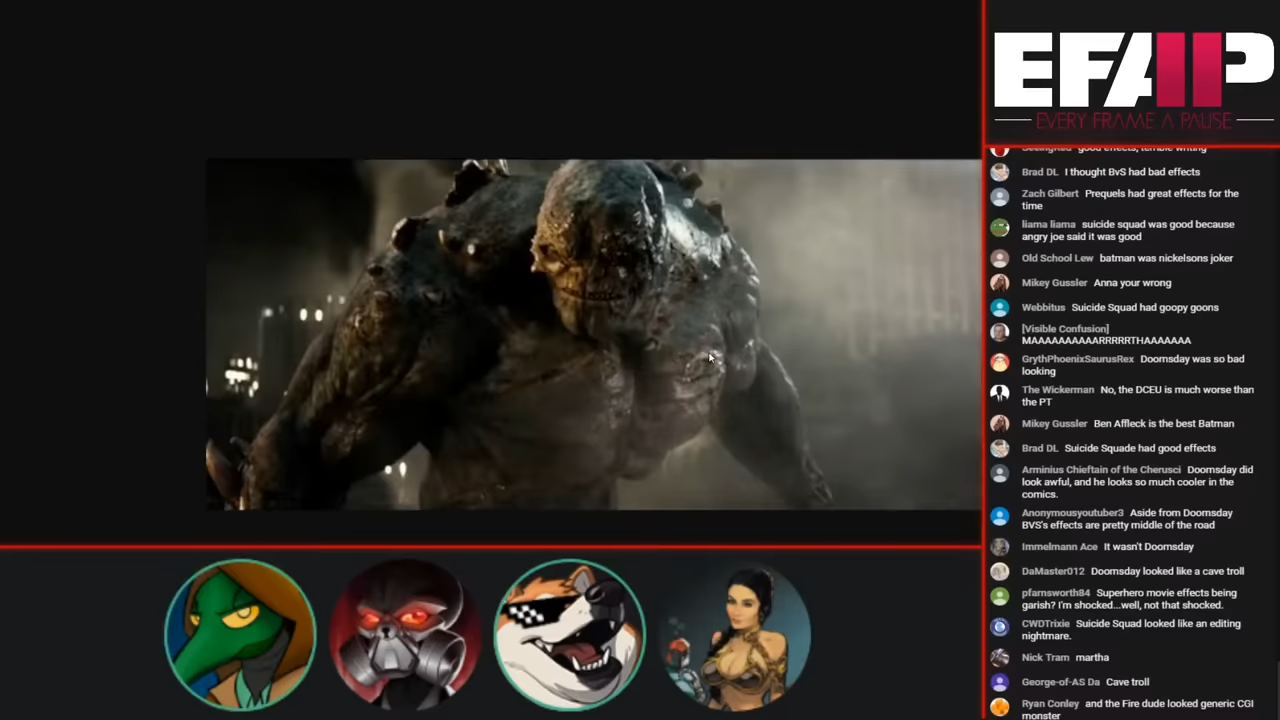 EFAP
EVERY FRAME A PAUSE
SeeingRed good effects, terrible writing
Brad DL I thought BvS had bad effects
Zach Gilbert Prequels had great effects for the
time
liama liama suicide squad was good because
angry joe said it was good
Old School Lew batman was nickelsons joker
Mikey Gussler Anna your wrong
Webbitus Suicide Squad had goopy goons
[Visible Confusion]
MAAAAAAAAAARRRRRTHAAAAAAA
GrythPhoenixSaurusRex Doomsday was so bad
looking
The Wickerman No, the DCEU is much worse than
the PT
Mikey Gussler Ben Affleck is the best Batman
Brad DL Suicide Squade had good effects
Arminius Chieftain of the Cherusci Doomsday did
look awful, and he looks so much cooler in the
comics.
Anonymousyoutuber3 Aside from Doomsday
BVS's effects are pretty middle of the road
Immelmann Ace It wasn't Doomsday
DaMaster012 Doomsday looked like a cave troll
pfarnsworth84 Superhero movie effects being
garish? I'm shocked...well, not that shocked.
CWDTrixie Suicide Squad looked like an editing
nightmare.
Nick Tram martha
George-of-AS Da Cave troll
Ryan Conley and the Fire dude looked generic CGI
monster